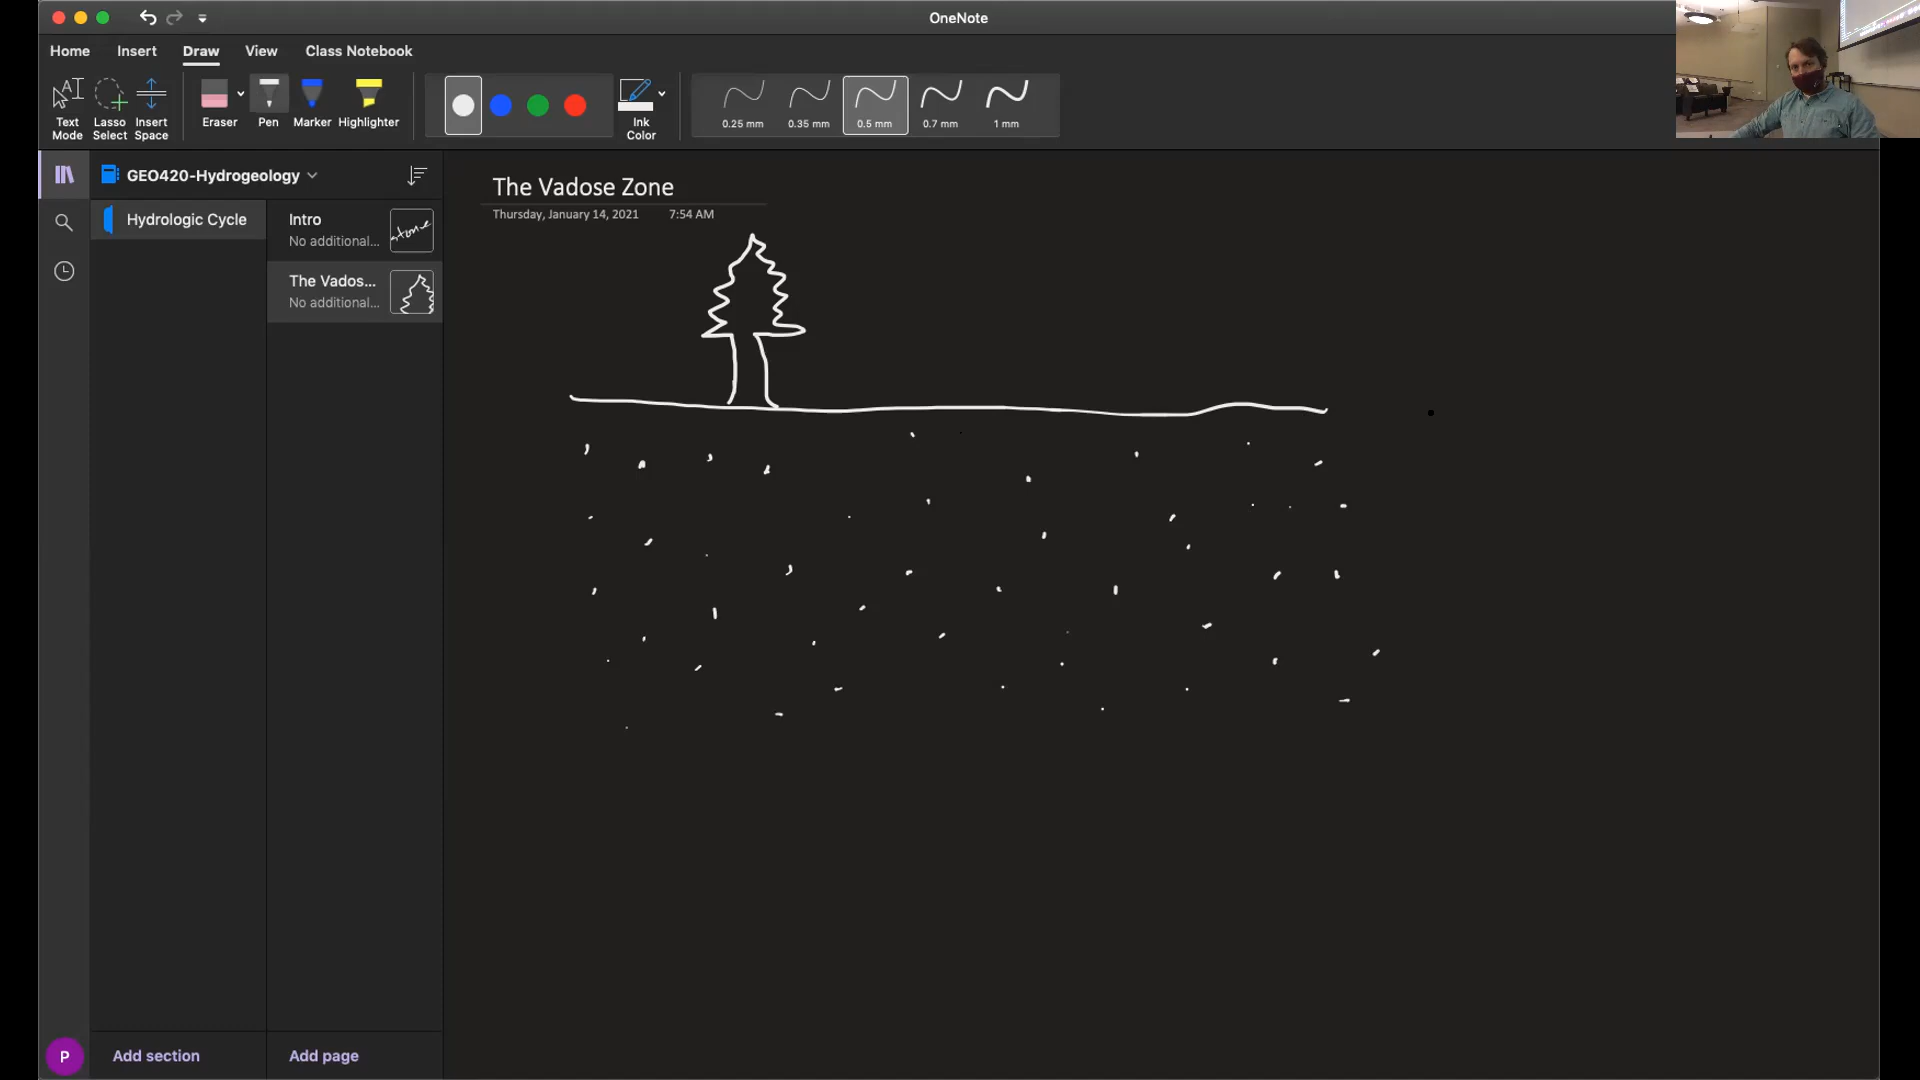 OneNote
Home Insert Draw View Class Notebook
Text Mode
Lasso Select
Insert Space
Eraser
Pen
Marker
Highlighter
Ink Color
0.25 mm
0.35 mm
0.5 mm
0.7 mm
1 mm
GEO420-Hydrogeology
Hydrologic Cycle
Intro
No additional...
The Vados...
No additional...
The Vadose Zone
Thursday, January 14, 2021 7:54 AM
P
Add section
Add page